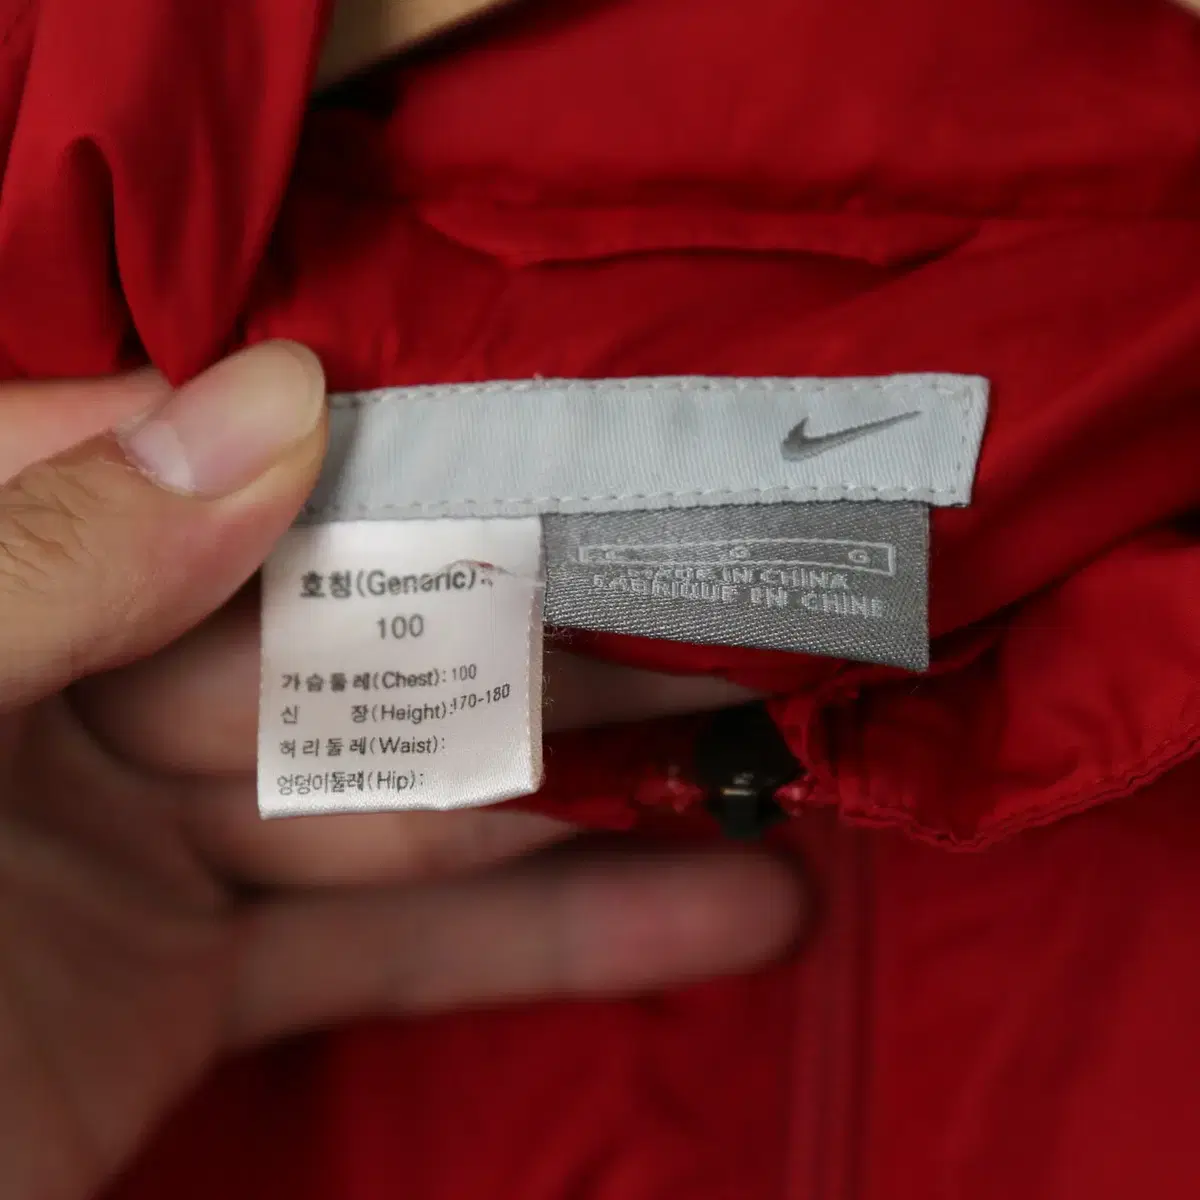 호칭(Generic):
100
가슴둘레(Chest):100
신 장(Height):170-180
허리둘레(Waist):
엉덩이둘레(Hip):
G G
MADE IN CHINA
FABRIQUE EN CHINE